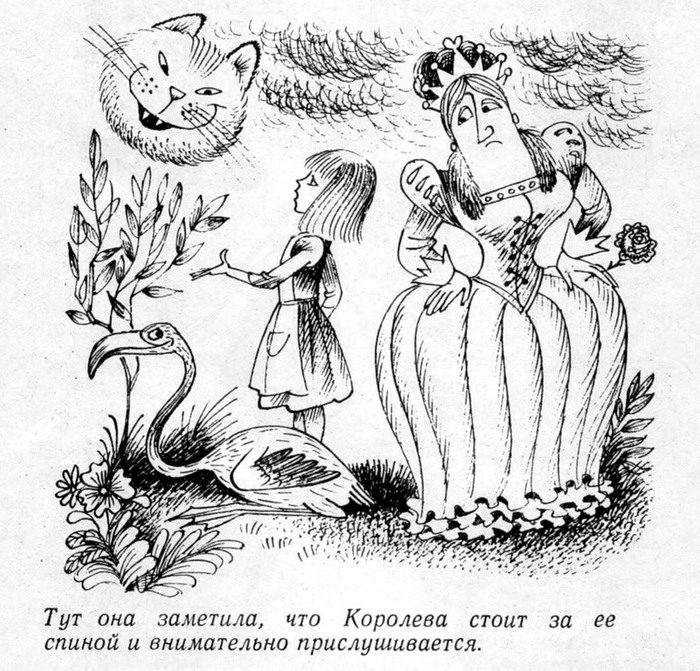 Тут она заметила, что Королева стоит за ее
спиной и внимательно прислушивается.